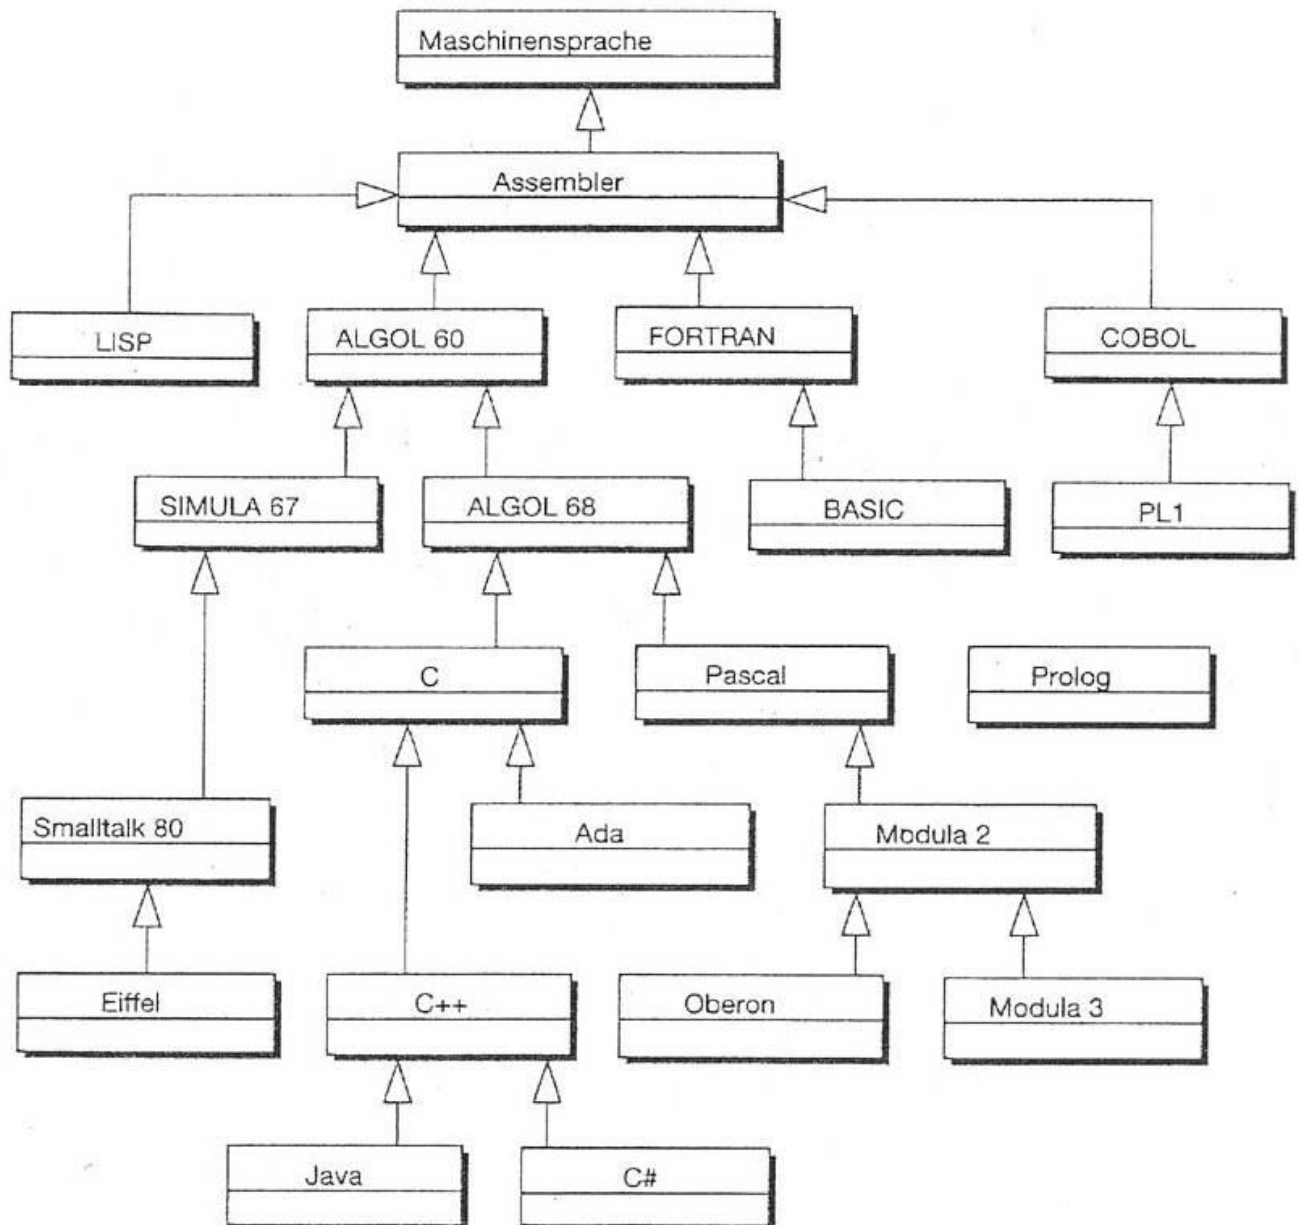 Maschinensprache
Assembler
LISP
ALGOL 60
FORTRAN
COBOL
SIMULA 67
ALGOL 68
BASIC
PL1
C
Pascal
Prolog
Smalltalk 80
Ada
Modula 2
Eiffel
C++
Oberon
Modula 3
Java
C#